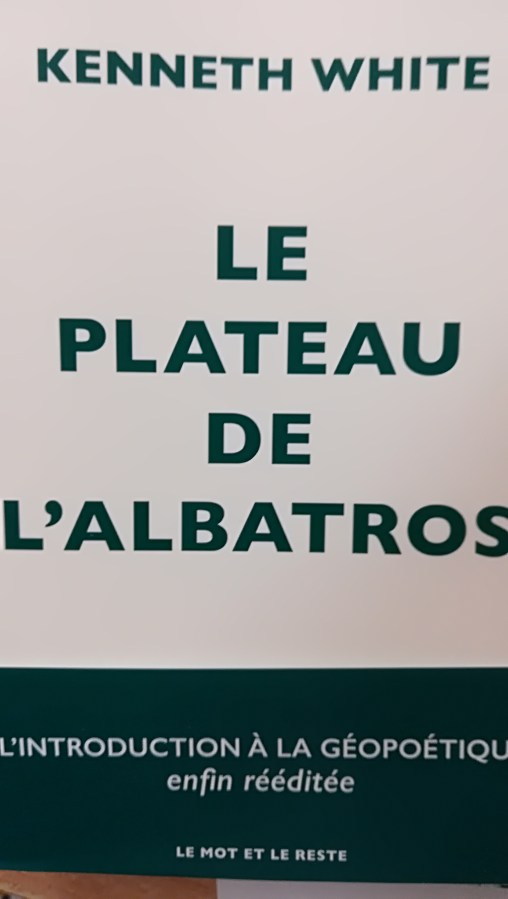 KENNETH WHITE
LE
PLATEAU
DE
L'ALBATROS
L'INTRODUCTION À LA GÉOPOÉTIQU
enfin rééditée
LE MOT ET LE RESTE